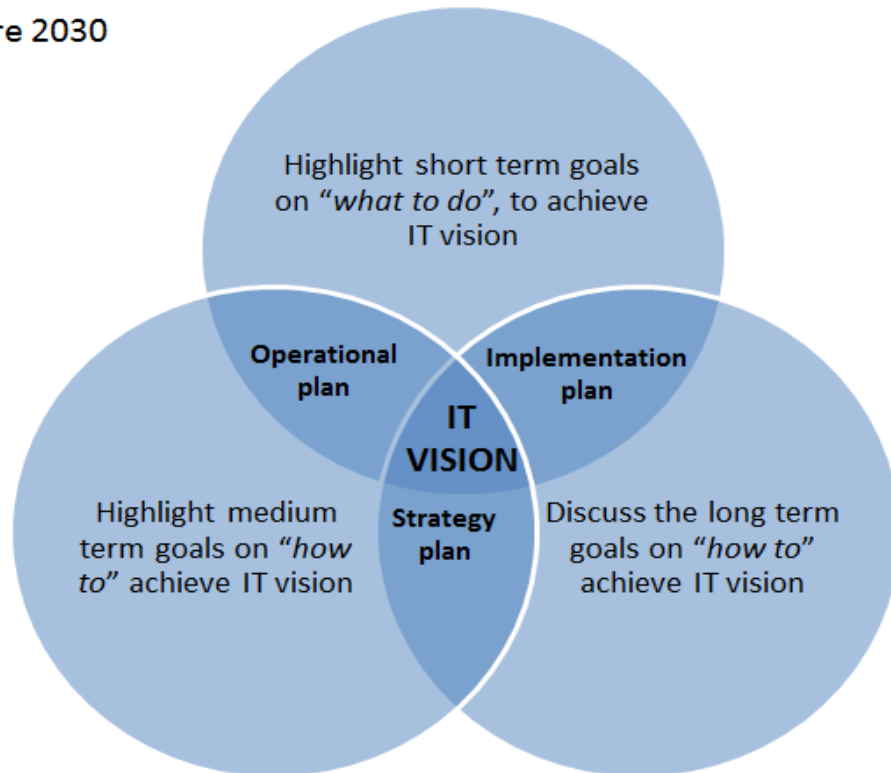 re 2030
Highlight short term goals
on “what to do”, to achieve
IT vision
Operational
plan
Implementation
plan
IT
VISION
Highlight medium
term goals on “how
to” achieve IT vision
Strategy
plan
Discuss the long term
goals on “how to”
achieve IT vision